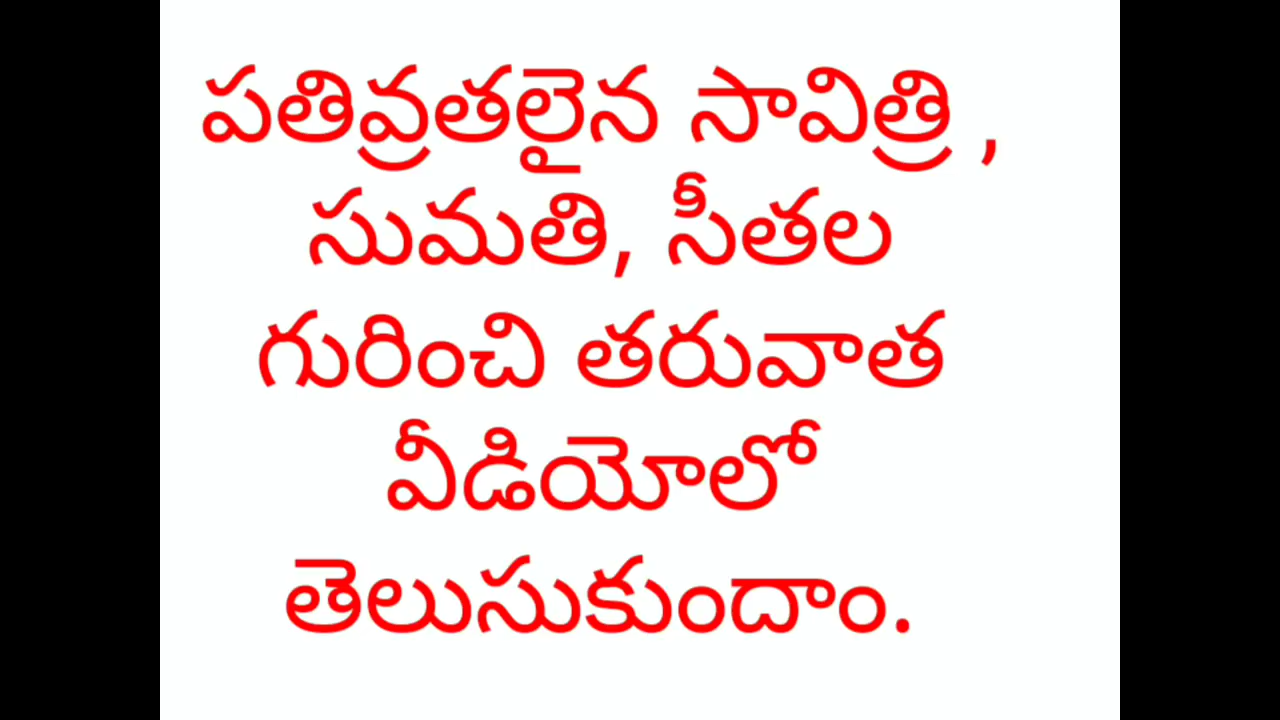 పతివ్రతలైన సావిత్రి ,
సుమతి, సీతల
గురించి తరువాత
వీడియోలో
తెలుసుకుందాం.